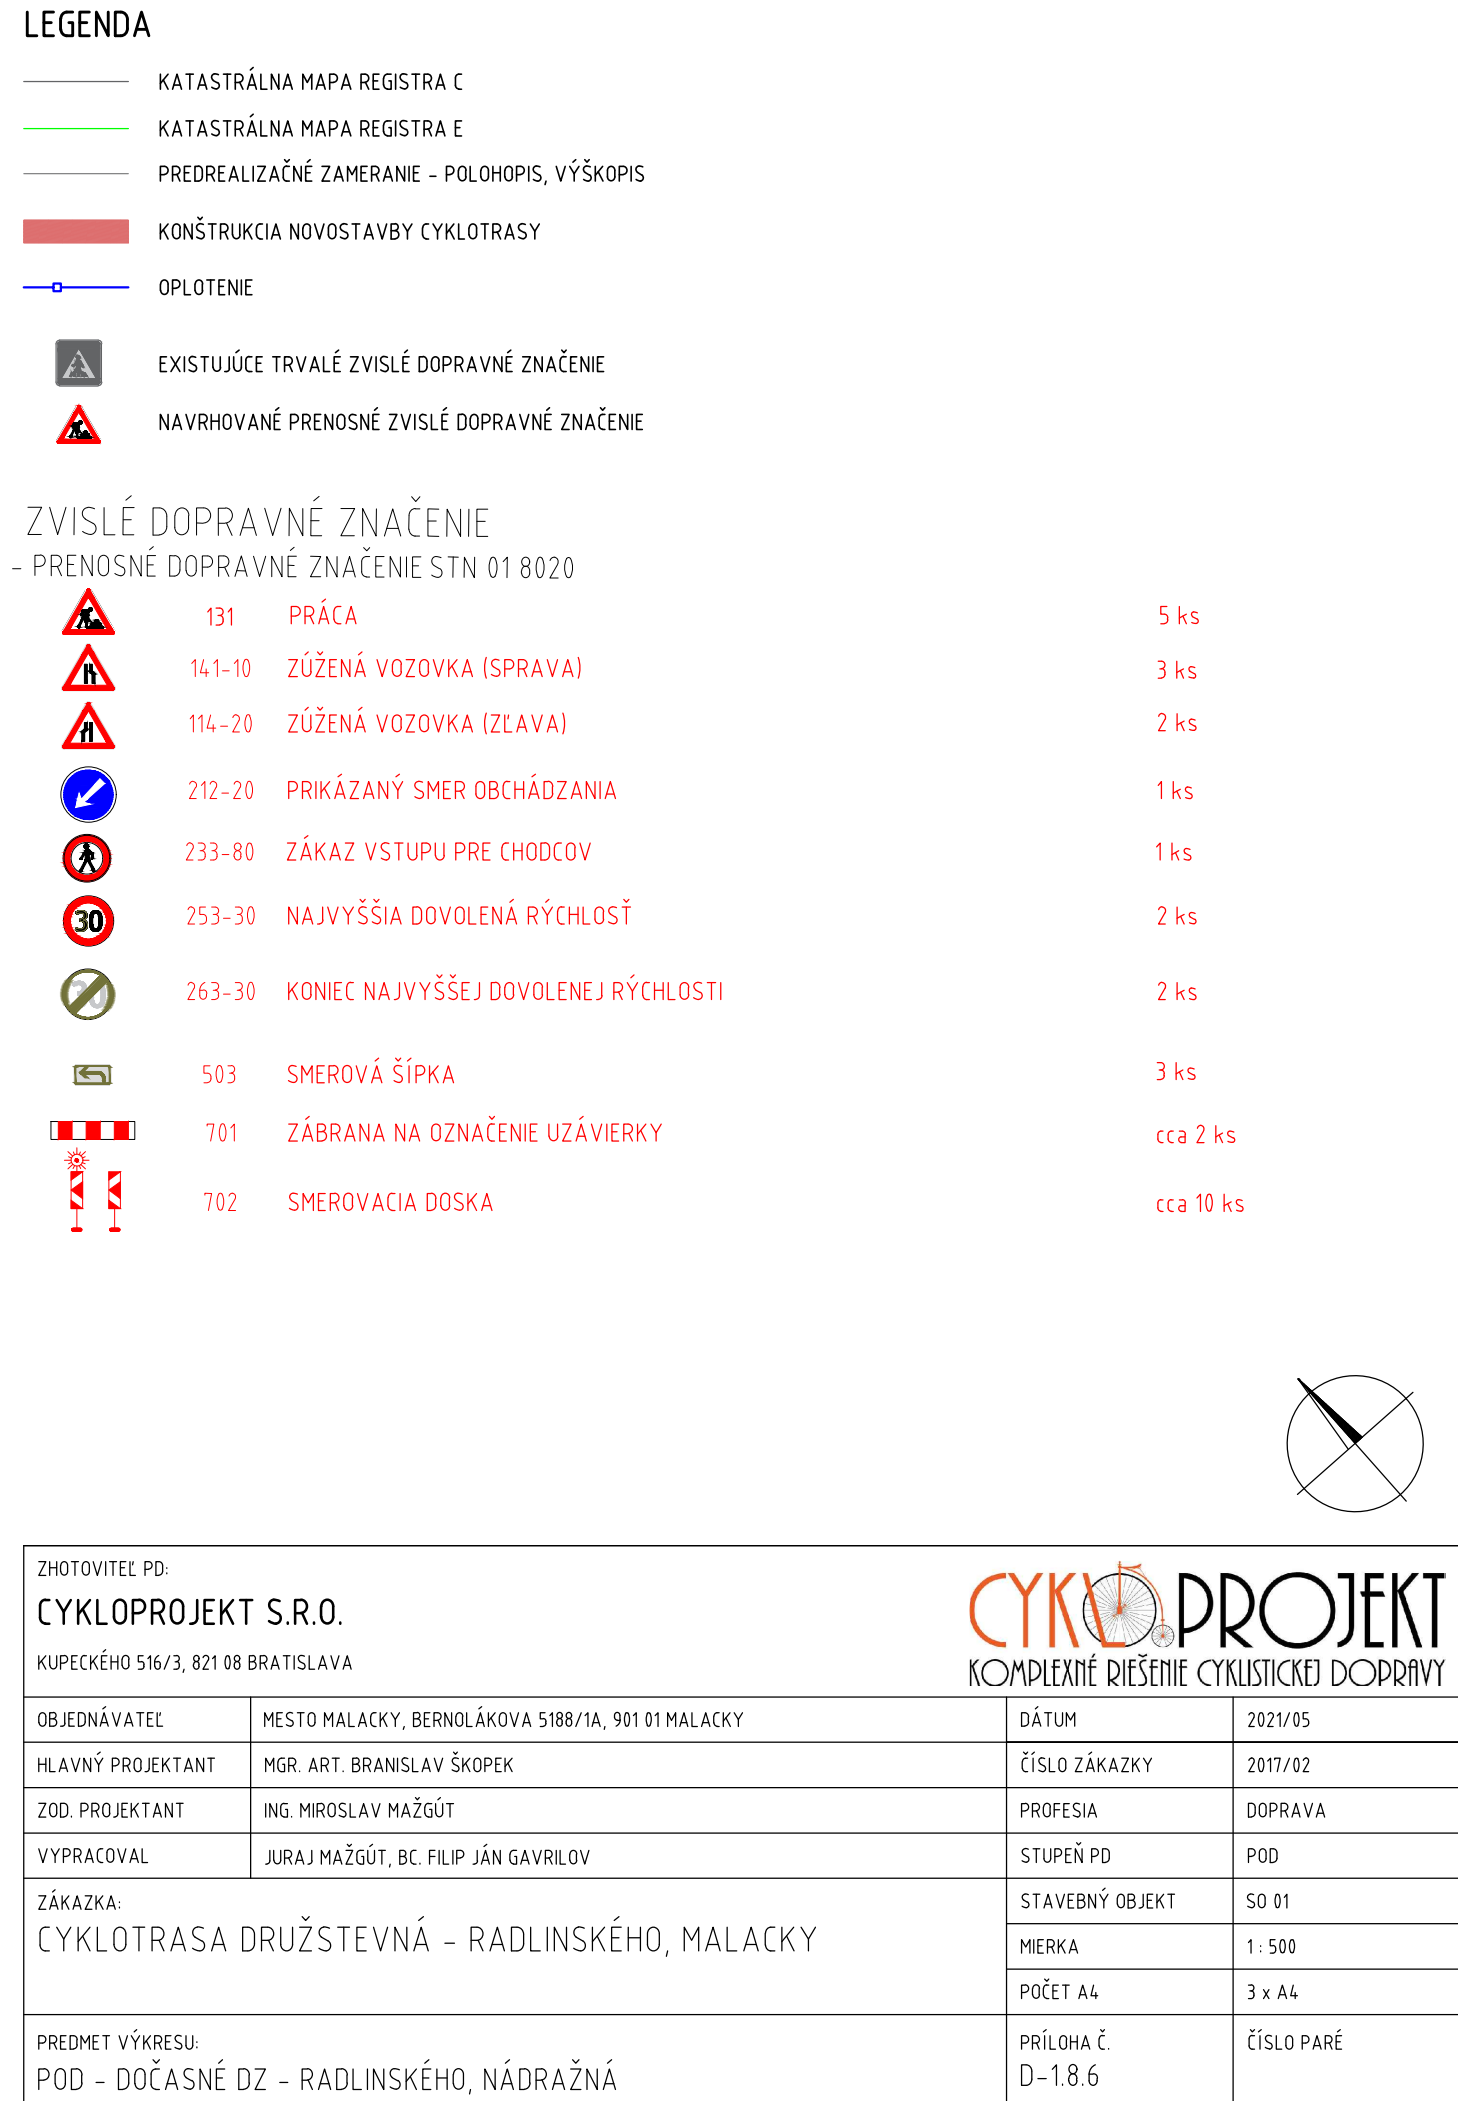 LEGENDA
KATASTRÁLNA MAPA REGISTRA C
KATASTRÁLNA MAPA REGISTRA E
PREDREALIZAČNÉ ZAMERANIE - POLOHOPIS, VÝŠKOPIS
KONŠTRUKCIA NOVOSTAVBY CYKLOTRASY
OPLOTENIE
EXISTUJÚCE TRVALÉ ZVISLÉ DOPRAVNÉ ZNAČENIE
NAVRHOVANÉ PRENOSNÉ ZVISLÉ DOPRAVNÉ ZNAČENIE
ZVISLÉ DOPRAVNÉ ZNAČENIE
- PRENOSNÉ DOPRAVNÉ ZNAČENIE STN 01 8020
131 PRÁCA 5 ks
141-10 ZÚŽENÁ VOZOVKA (SPRAVA) 3 ks
114-20 ZÚŽENÁ VOZOVKA (ZĽAVA) 2 ks
212-20 PRIKÁZANÝ SMER OBCHÁDZANIA 1 ks
233-80 ZÁKAZ VSTUPU PRE CHODCOV 1 ks
30 253-30 NAJVYŠŠIA DOVOLENÁ RÝCHLOSŤ 2 ks
30 263-30 KONIEC NAJVYŠŠEJ DOVOLENEJ RÝCHLOSTI 2 ks
503 SMEROVÁ ŠÍPKA 3 ks
701 ZÁBRANA NA OZNAČENIE UZÁVIERKY cca 2 ks
702 SMEROVACIA DOSKA cca 10 ks
ZHOTOVITEĽ PD:
CYKLOPROJEKT S.R.O.
KUPECKÉHO 516/3, 821 08 BRATISLAVA
CYKLOPROJEKT
KOMPLEXNÉ RIEŠENIE CYKLISTICKEJ DOPRAVY
OBJEDNÁVATEĽ MESTO MALACKY, BERNOLÁKOVA 5188/1A, 901 01 MALACKY DÁTUM 2021/05
HLAVNÝ PROJEKTANT MGR. ART. BRANISLAV ŠKOPEK ČÍSLO ZÁKAZKY 2017/02
ZOD. PROJEKTANT ING. MIROSLAV MAŽGÚT PROFESIA DOPRAVA
VYPRACOVAL JURAJ MAŽGÚT, BC. FILIP JÁN GAVRILOV STUPEŇ PD POD
ZÁKAZKA: STAVEBNÝ OBJEKT SO 01
CYKLOTRASA DRUŽSTEVNÁ - RADLINSKÉHO, MALACKY
MIERKA 1 : 500
POČET A4 3 x A4
PREDMET VÝKRESU: PRÍLOHA Č. ČÍSLO PARÉ
POD - DOČASNÉ DZ - RADLINSKÉHO, NÁDRAŽNÁ D-1.8.6